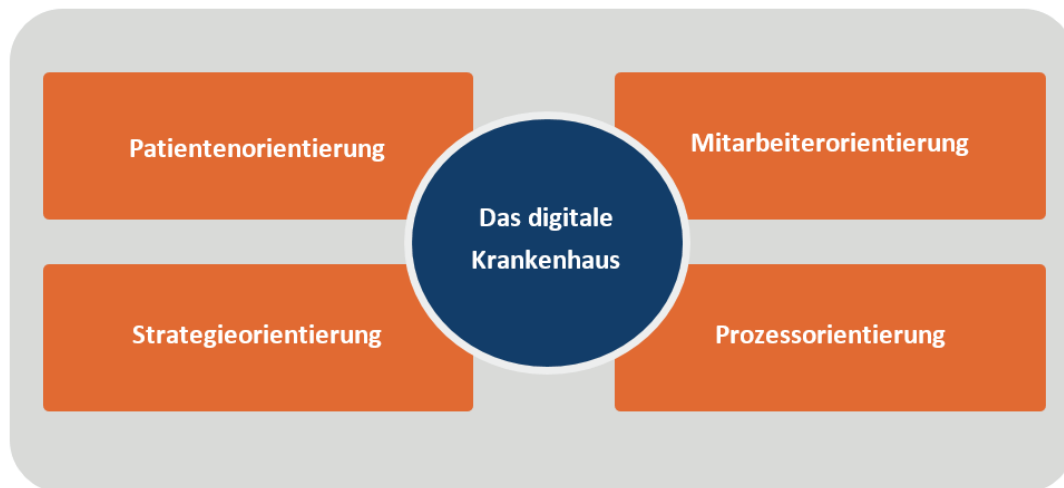 Patientenorientierung
Mitarbeiterorientierung
Das digitale
Krankenhaus
Strategieorientierung
Prozessorientierung